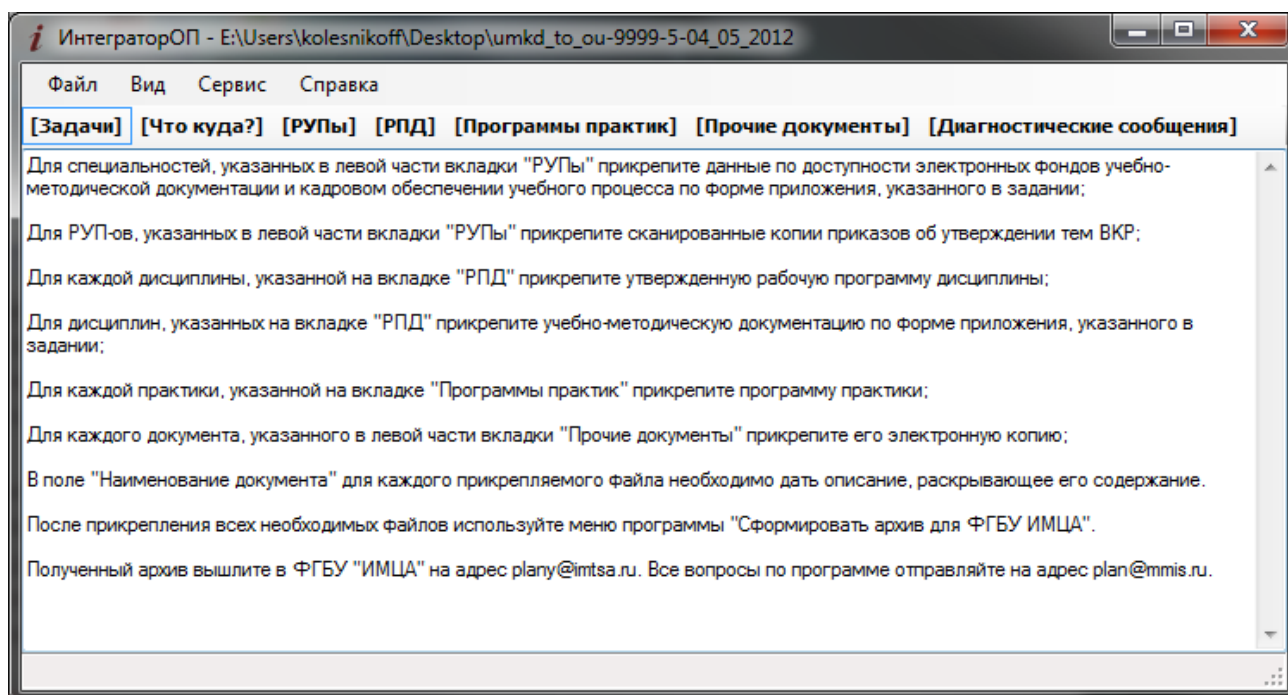 ИнтеграторОП - E:\Users\kolesnikoff\Desktop\umkd_to_ou-9999-5-04_05_2012
Файл Вид Сервис Справка
[Задачи] [Что куда?] [РУПы] [РПД] [Программы практик] [Прочие документы] [Диагностические сообщения]
Для специальностей, указанных в левой части вкладки "РУПы" прикрепите данные по доступности электронных фондов учебно-
методической документации и кадровом обеспечении учебного процесса по форме приложения, указанного в задании;
Для РУП-ов, указанных в левой части вкладки "РУПы" прикрепите сканированные копии приказов об утверждении тем ВКР;
Для каждой дисциплины, указанной на вкладке "РПД" прикрепите утвержденную рабочую программу дисциплины;
Для дисциплин, указанных на вкладке "РПД" прикрепите учебно-методическую документацию по форме приложения, указанного в
задании;
Для каждой практики, указанной на вкладке "Программы практик" прикрепите программу практики;
Для каждого документа, указанного в левой части вкладки "Прочие документы" прикрепите его электронную копию;
В поле "Наименование документа" для каждого прикрепляемого файла необходимо дать описание, раскрывающее его содержание.
После прикрепления всех необходимых файлов используйте меню программы "Сформировать архив для ФГБУ ИМЦА".
Полученный архив вышлите в ФГБУ "ИМЦА" на адрес plany@imtsa.ru. Все вопросы по программе отправляйте на адрес plan@mmis.ru.